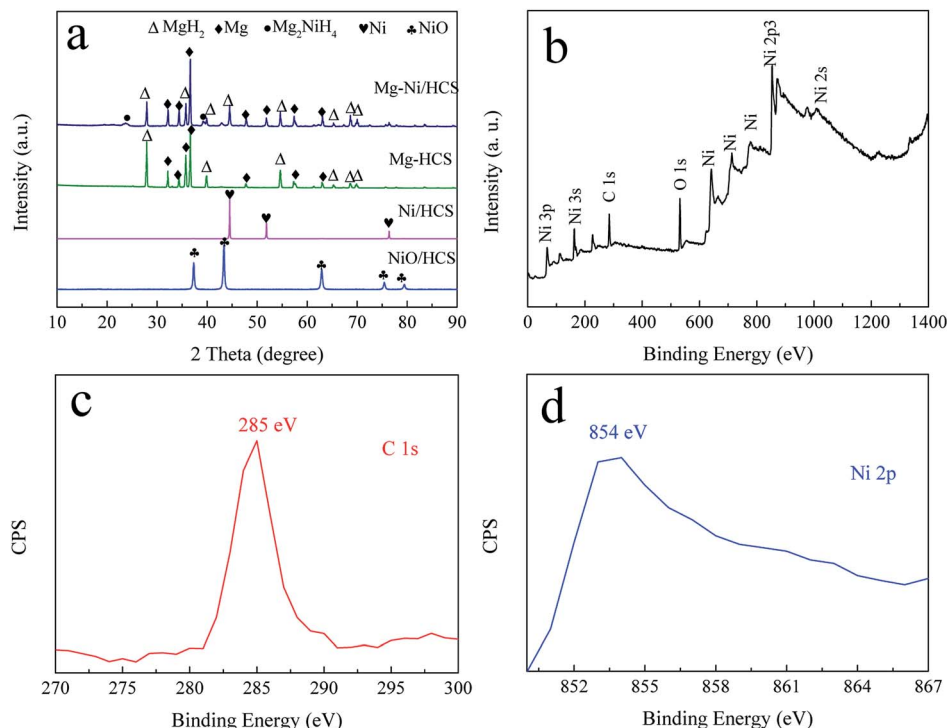 a
△ MgH₂ ♦ Mg ● Mg₂NiH₄ ♥ Ni ♣ NiO
Mg-Ni/HCS
Mg-HCS
Ni/HCS
NiO/HCS
Intensity (a.u.)
10 20 30 40 50 60 70 80 90
2 Theta (degree)
b
Ni 3p
Ni 3s
C 1s
O 1s
Ni
Ni
Ni
Ni 2p3
Ni 2s
Intensity (a. u.)
0 200 400 600 800 1000 1200 1400
Binding Energy (eV)
c
285 eV
C 1s
CPS
270 275 280 285 290 295 300
Binding Energy (eV)
d
854 eV
Ni 2p
CPS
852 855 858 861 864 867
Binding Energy (eV)